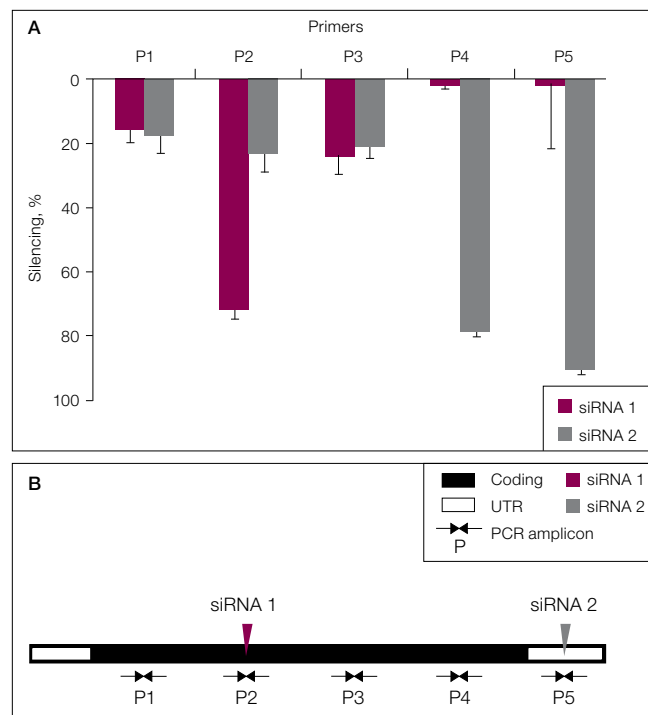 A
Primers
P1 P2 P3 P4 P5
0
20
40
60
80
100
Silencing, %
siRNA 1
siRNA 2
B
Coding siRNA 1
UTR siRNA 2
PCR amplicon
P
siRNA 1 siRNA 2
P1 P2 P3 P4 P5